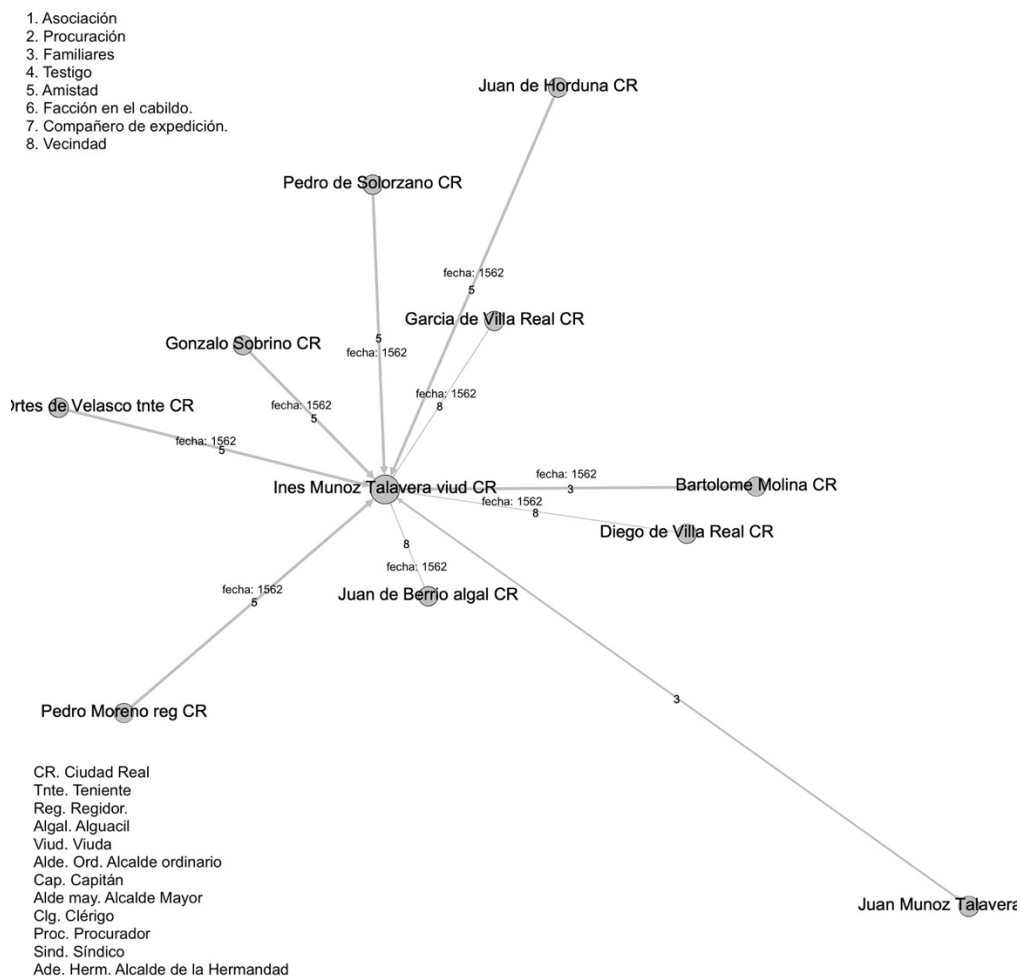 1. Asociación
2. Procuración
3. Familiares
4. Testigo
5. Amistad
6. Facción en el cabildo.
7. Compañero de expedición.
8. Vecindad
Juan de Horduna CR
Pedro de Solorzano CR
fecha: 1562
5
Garcia de Villa Real CR
Gonzalo Sobrino CR
5
fecha: 1562
fecha: 1562
8
Ortes de Velasco tnte CR
fecha: 1562
5
fecha: 1562
5
Ines Munoz Talavera viud CR
fecha: 1562
3
Bartolome Molina CR
fecha: 1562
8
Diego de Villa Real CR
8
fecha: 1562
Juan de Berrio algal CR
fecha: 1562
5
3
Pedro Moreno reg CR
CR. Ciudad Real
Tnte. Teniente
Reg. Regidor.
Algal. Alguacil
Viud. Viuda
Alde. Ord. Alcalde ordinario
Cap. Capitán
Alde may. Alcalde Mayor
Clg. Clérigo
Proc. Procurador
Sind. Síndico
Ade. Herm. Alcalde de la Hermandad
Juan Munoz Talavera